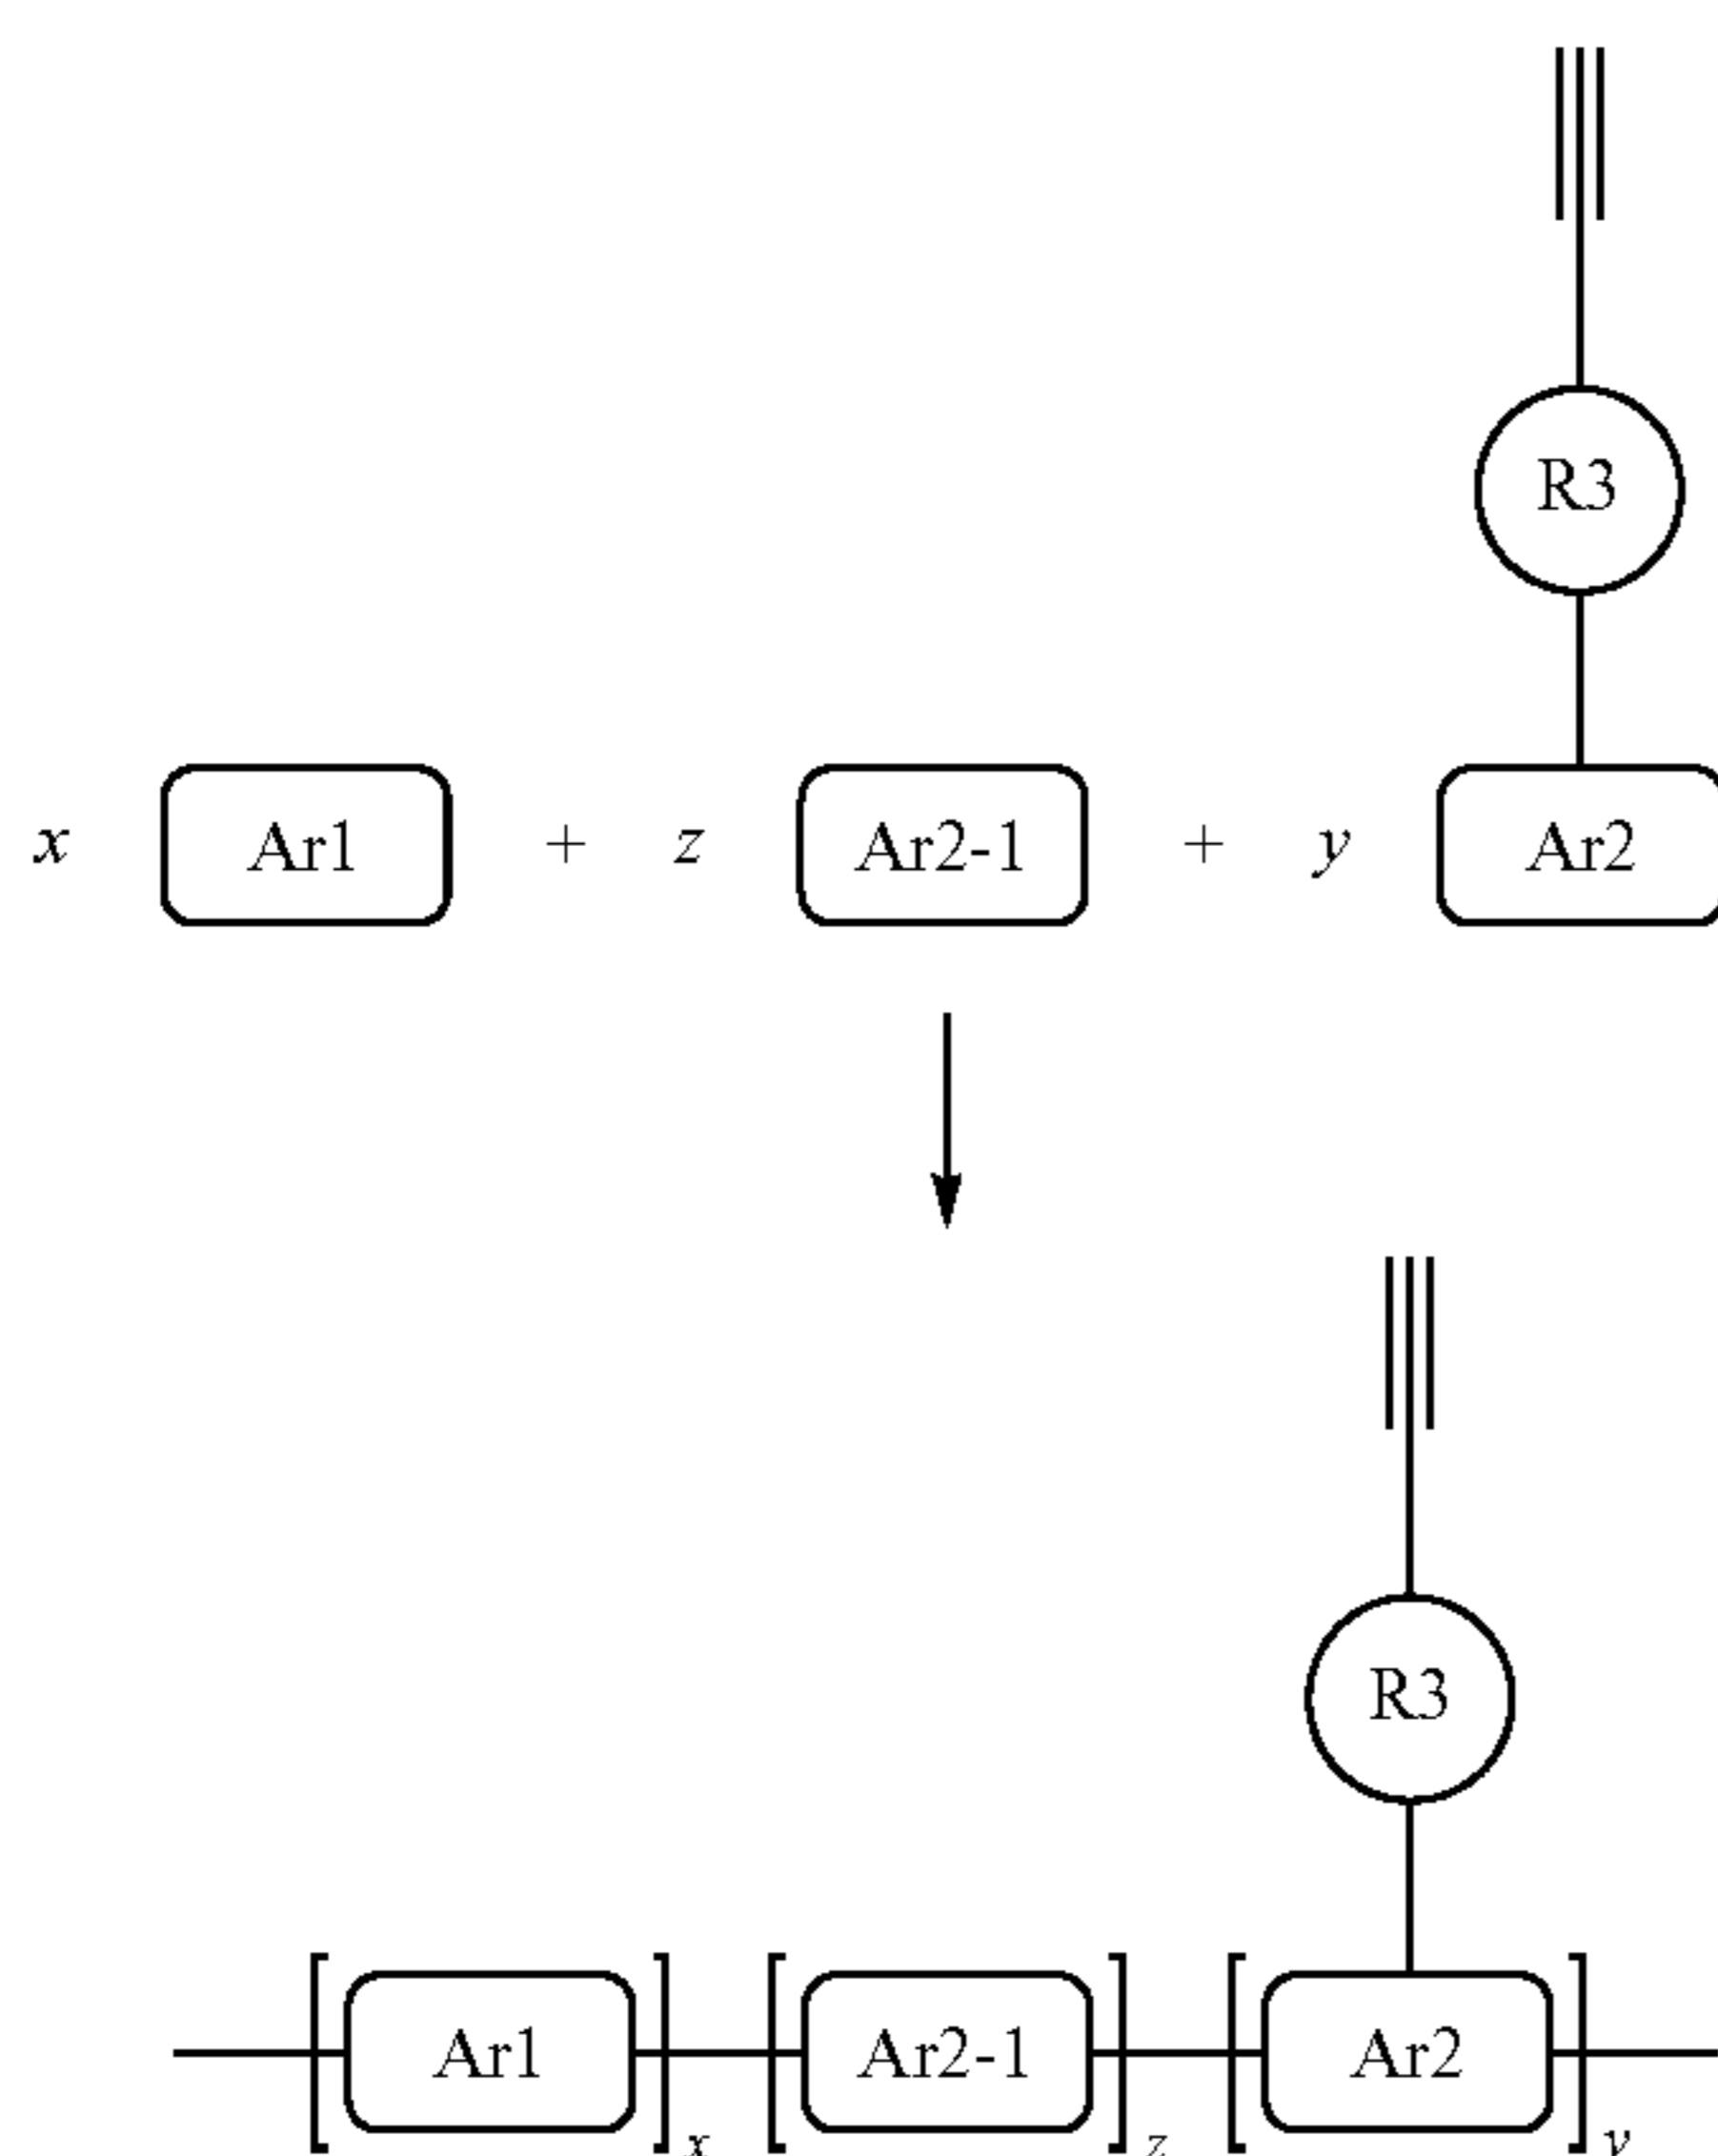 R3
x Ar1 + z Ar2-1 + y Ar2
R3
Ar1 Ar2-1 Ar2
x z y